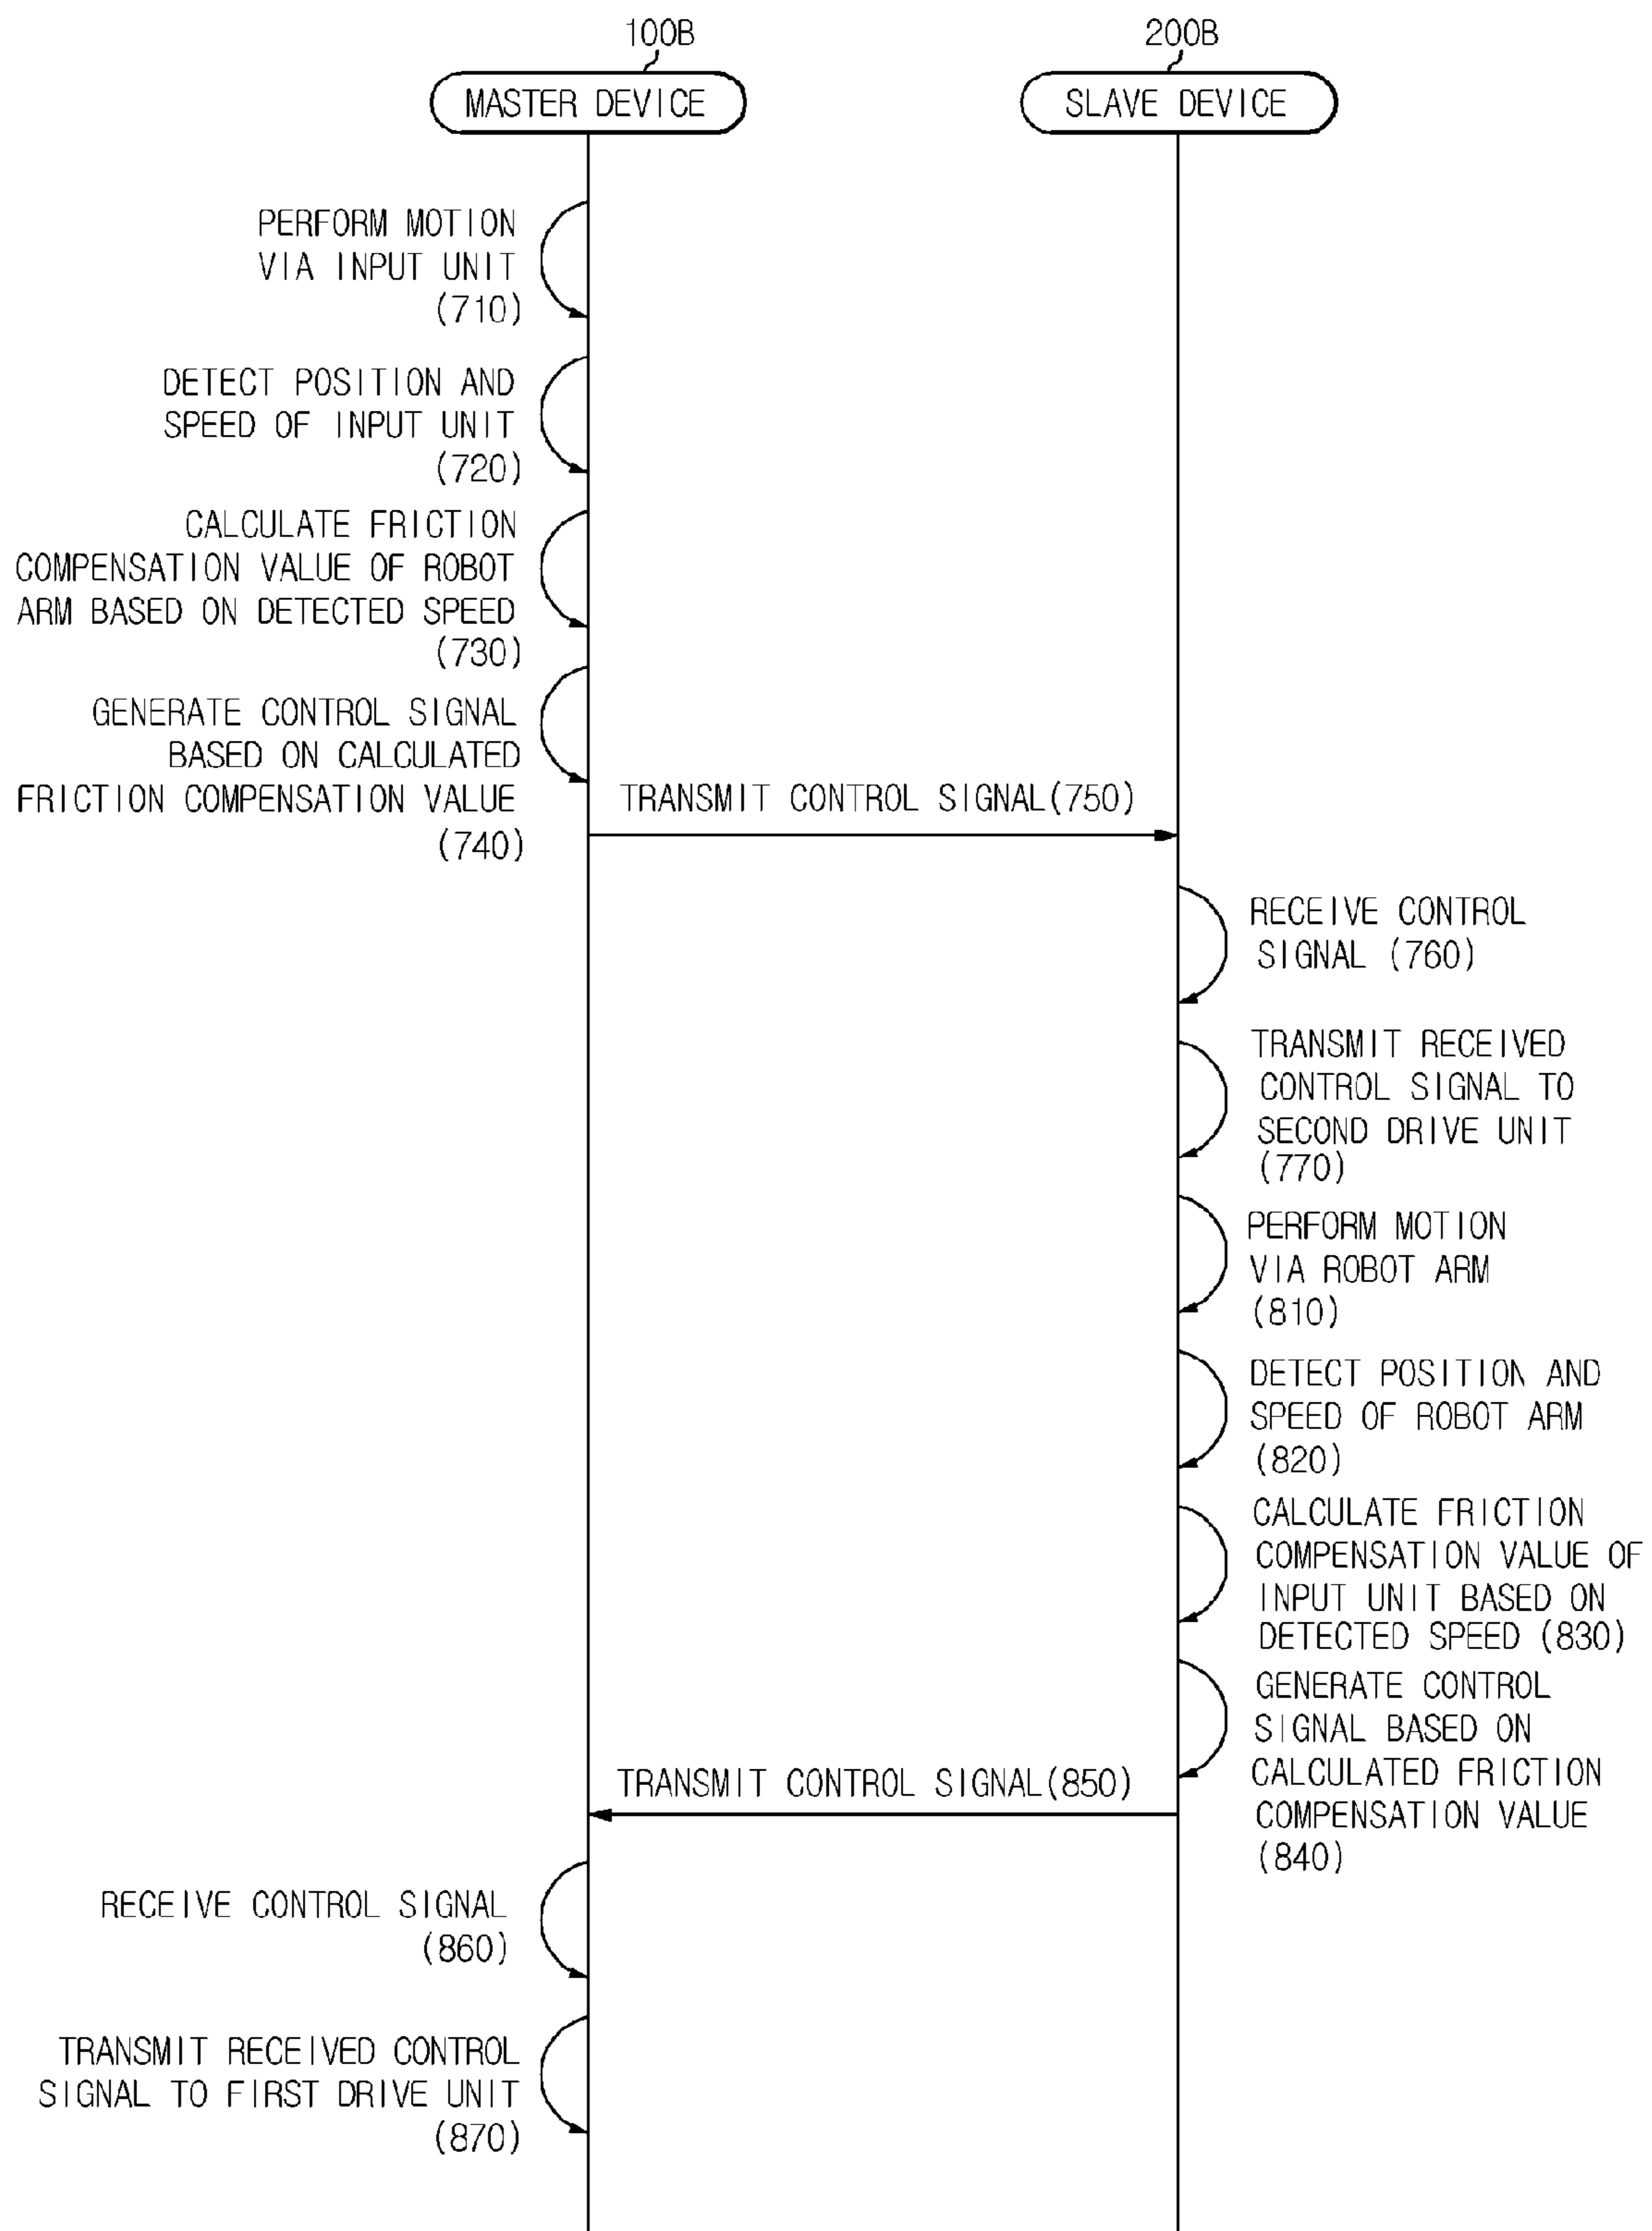 100B
200B
MASTER DEVICE
SLAVE DEVICE
PERFORM MOTION
VIA INPUT UNIT
(710)
DETECT POSITION AND
SPEED OF INPUT UNIT
(720)
CALCULATE FRICTION
COMPENSATION VALUE OF ROBOT
ARM BASED ON DETECTED SPEED
(730)
GENERATE CONTROL SIGNAL
BASED ON CALCULATED
FRICTION COMPENSATION VALUE
(740)
TRANSMIT CONTROL SIGNAL(750)
RECEIVE CONTROL
SIGNAL (760)
TRANSMIT RECEIVED
CONTROL SIGNAL TO
SECOND DRIVE UNIT
(770)
PERFORM MOTION
VIA ROBOT ARM
(810)
DETECT POSITION AND
SPEED OF ROBOT ARM
(820)
CALCULATE FRICTION
COMPENSATION VALUE OF
INPUT UNIT BASED ON
DETECTED SPEED (830)
GENERATE CONTROL
SIGNAL BASED ON
CALCULATED FRICTION
COMPENSATION VALUE
(840)
TRANSMIT CONTROL SIGNAL(850)
RECEIVE CONTROL SIGNAL
(860)
TRANSMIT RECEIVED CONTROL
SIGNAL TO FIRST DRIVE UNIT
(870)